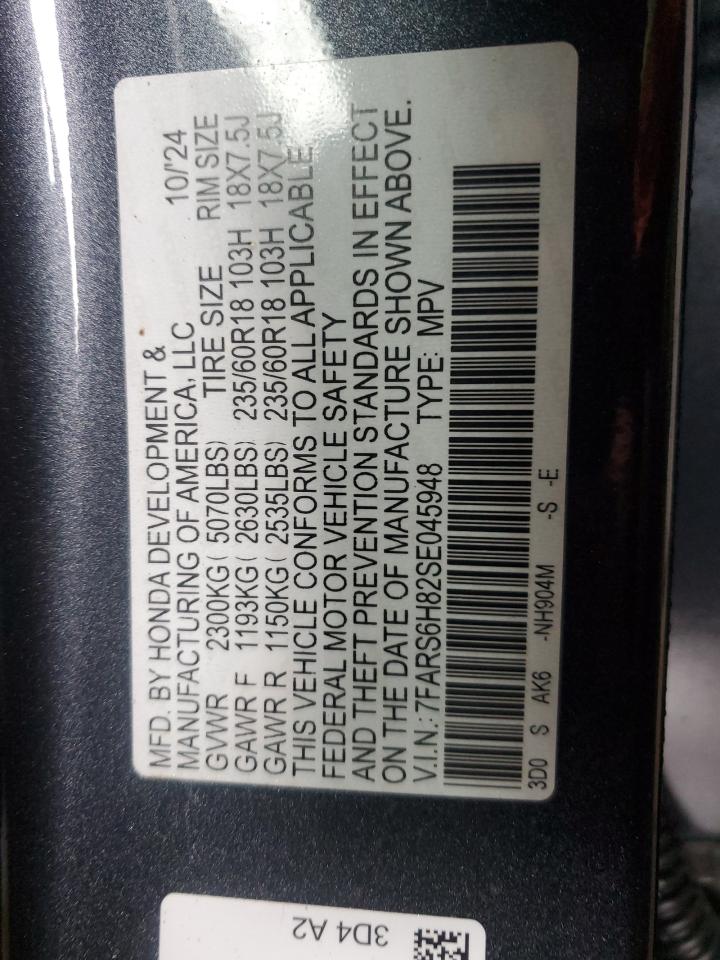 MFD. BY HONDA DEVELOPMENT &
MANUFACTURING OF AMERICA, LLC 10/'24
GVWR 2300KG ( 5070LBS) TIRE SIZE RIM SIZE
GAWR F 1193KG ( 2630LBS) 235/60R18 103H 18X7.5J
GAWR R 1150KG ( 2535LBS) 235/60R18 103H 18X7.5J
THIS VEHICLE CONFORMS TO ALL APPLICABLE
FEDERAL MOTOR VEHICLE SAFETY
AND THEFT PREVENTION STANDARDS IN EFFECT
ON THE DATE OF MANUFACTURE SHOWN ABOVE.
V.I.N.: 7FARS6H82SE045948 TYPE: MPV
3D0 S AK6 -NH904M -S -E
3D4 A2